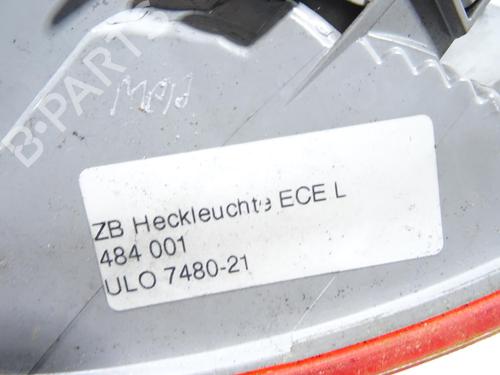 B-PARTS
ZB Heckleuchte ECE L
484 001
ULO 7480-21